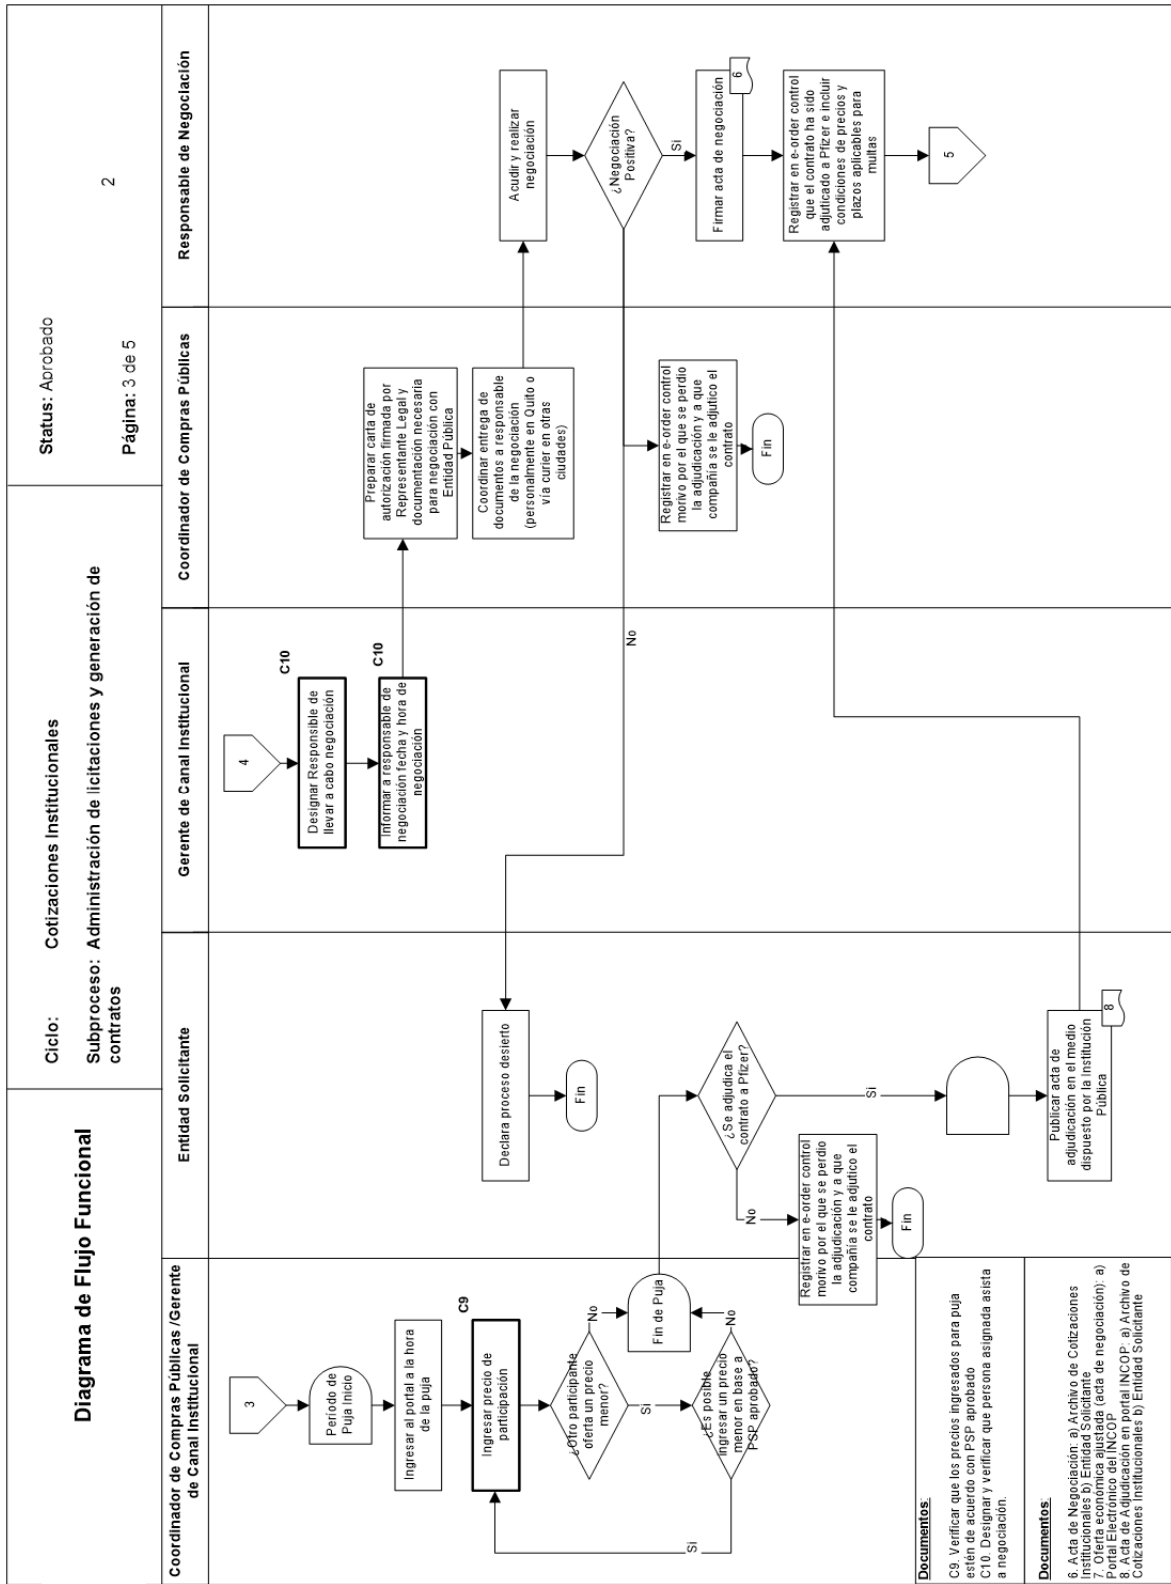 Diagrama de Flujo Funcional
Ciclo: Cotizaciones Institucionales
Subproceso: Administración de licitaciones y generación de
contratos
Status: Aprobado
Página: 3 de 5
2
Coordinador de Compras Públicas /Gerente
de Canal Institucional
Entidad Solicitante
Gerente de Canal Institucional
Coordinador de Compras Públicas
Responsable de Negociación
3
Período de
Puja Inicio
Ingresar al portal a la hora
de la puja
C9
Ingresar precio de
participación
¿Otro participante
oferta un precio
menor?
No
Si
¿Es posible
ingresar un precio
menor en base a
PSP aprobado?
No
Si
Fin de Puja
Declara proceso desierto
Fin
¿Se adjudica el
contrato a Pfizer?
No
Si
Registrar en e-order control
morivo por el que se perdio
la adjudicación y a que
compañía se le adjutico el
contrato
Fin
Publicar acta de
adjudicación en el medio
dispuesto por la Institución
Pública
8
4
C10
Designar Responsible de
llevar a cabo negociación
C10
Informar a responsable de
negociación fecha y hora de
negociación
No
Preparar carta de
autorización firmada por
Representante Legal y
documentación necesaria
para negociación con
Entidad Pública
Coordinar entrega de
documentos a responsable
de la negociación
(personalmente en Quito o
vía curier en otras
ciudades)
Registrar en e-order control
morivo por el que se perdio
la adjudicación y a que
compañía se le adjutico el
contrato
Fin
Acudir y realizar
negociación
¿Negociación
Positiva?
Si
Firmar acta de negociación
6
Registrar en e-order control
que el contrato ha sido
adjuticado a Pfizer e incluir
condiciones de precios y
plazos aplicables para
multas
5
Documentos:
C9. Verificar que los precios ingresados para puja
estén de acuerdo con PSP aprobado
C10. Designar y verificar que persona asignada asista
a negociación.
Documentos:
6. Acta de Negociación: a) Archivo de Cotizaciones
Institucionales b) Entidad Solicitante
7. Oferta económica ajustada (acta de negociación): a)
Portal Electrónico del INCOP
8. Acta de Adjudicación en portal INCOP: a) Archivo de
Cotizaciones Institucionales b) Entidad Solicitante